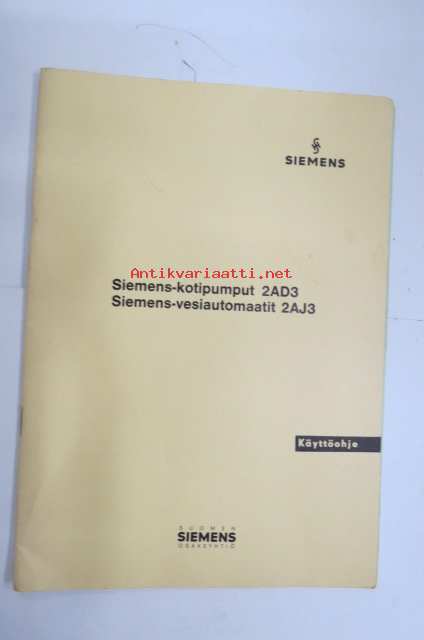 SIEMENS
Antikvariaatti.net
Siemens-kotipumput 2AD3
Siemens-vesiautomaatit 2AJ3
Käyttöohje
SUOMEN
SIEMENS
OSAKEYHTIÖ